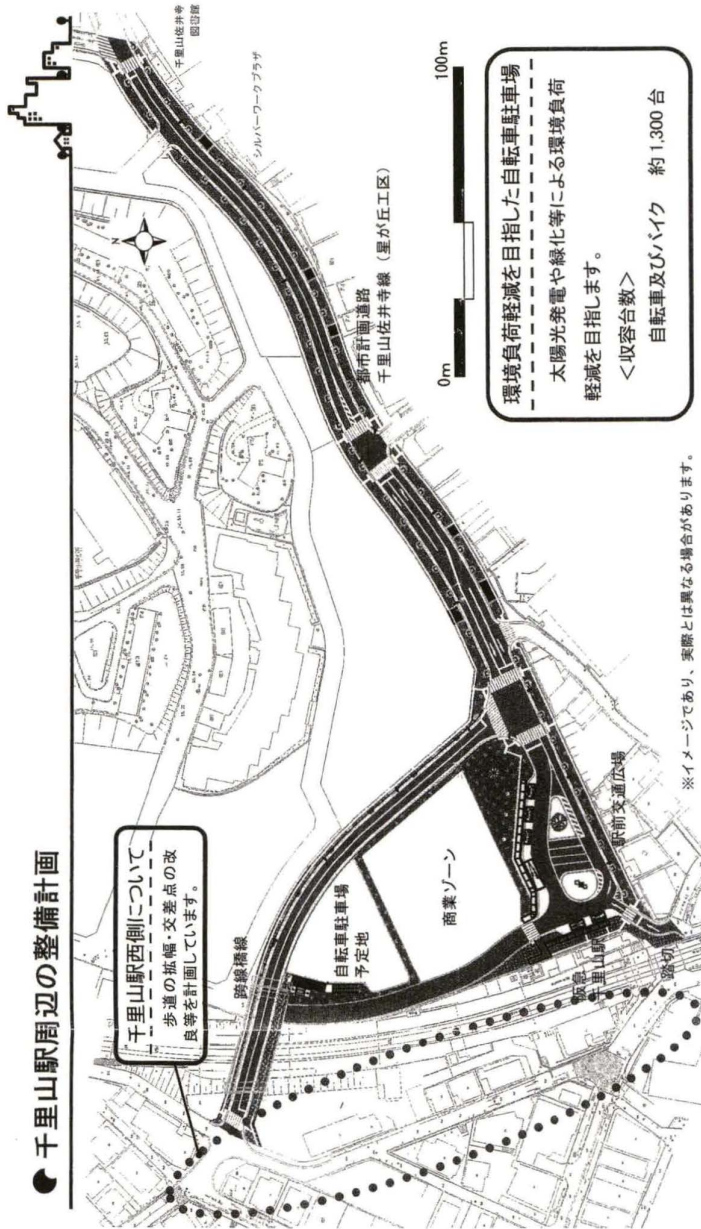 千里山駅周辺の整備計画
千里山駅西側について
歩道の拡幅・交差点の改
良等を計画しています。
跨線橋線
自転車駐車場
予定地
商業ゾーン
阪急
千里山駅
踏切
駅前交通広場
都市計画道路
千里山佐井寺線（星が丘工区）
シルバーワークプラザ
千里山佐井寺
図書館
N
0m
100m
環境負荷軽減を目指した自転車駐車場
太陽光発電や緑化等による環境負荷
軽減を目指します。
＜収容台数＞
自転車及びバイク　約1,300台
※イメージであり、実際とは異なる場合があります。